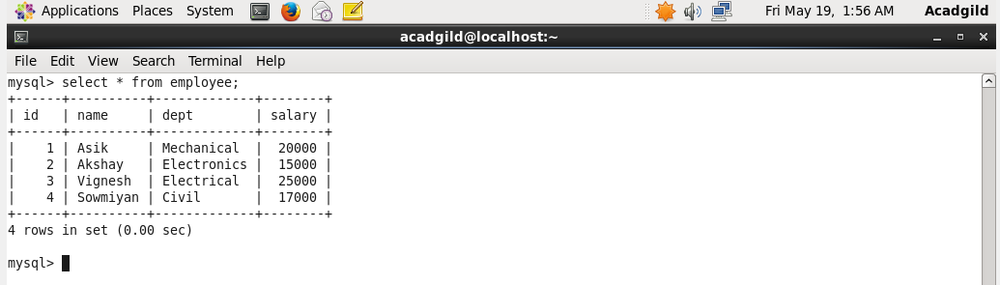 Applications Places System Fri May 19, 1:56 AM Acadgild
acadgild@localhost:~
File Edit View Search Terminal Help
mysql> select * from employee;
+------+----------+-------------+--------+
| id   | name     | dept        | salary |
+------+----------+-------------+--------+
|    1 | Asik     | Mechanical  |  20000 |
|    2 | Akshay   | Electronics |  15000 |
|    3 | Vignesh  | Electrical  |  25000 |
|    4 | Sowmiyan | Civil       |  17000 |
+------+----------+-------------+--------+
4 rows in set (0.00 sec)
mysql>